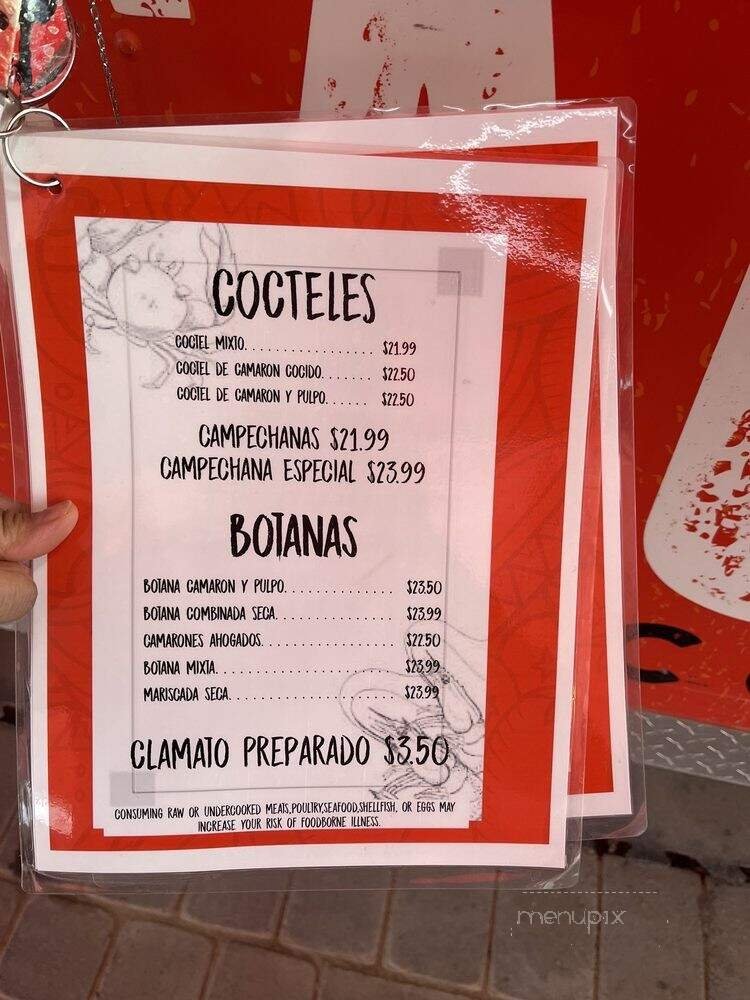 COCTELES
COCTEL MIXTO. . . . . . . . . . . . . . . . . $21.99
COCTEL DE CAMARON COCIDO. . . . . . . $22.50
COCTEL DE CAMARON Y PULPO. . . . . . $22.50
CAMPECHANAS $21.99
CAMPECHANA ESPECIAL $23.99
BOTANAS
BOTANA CAMARON Y PULPO. . . . . . . . . . . . . . $23.50
BOTANA COMBINADA SECA. . . . . . . . . . . . . . . $23.99
CAMARONES AHOGADOS. . . . . . . . . . . . . . . . . $22.50
BOTANA MIXTA. . . . . . . . . . . . . . . . . . . . . . . $23.99
MARISCADA SECA. . . . . . . . . . . . . . . . . . . . . $23.99
CLAMATO PREPARADO $3.50
CONSUMING RAW OR UNDERCOOKED MEATS,POULTRY,SEAFOOD,SHELLFISH, OR EGGS MAY
INCREASE YOUR RISK OF FOODBORNE ILLNESS.
menupix